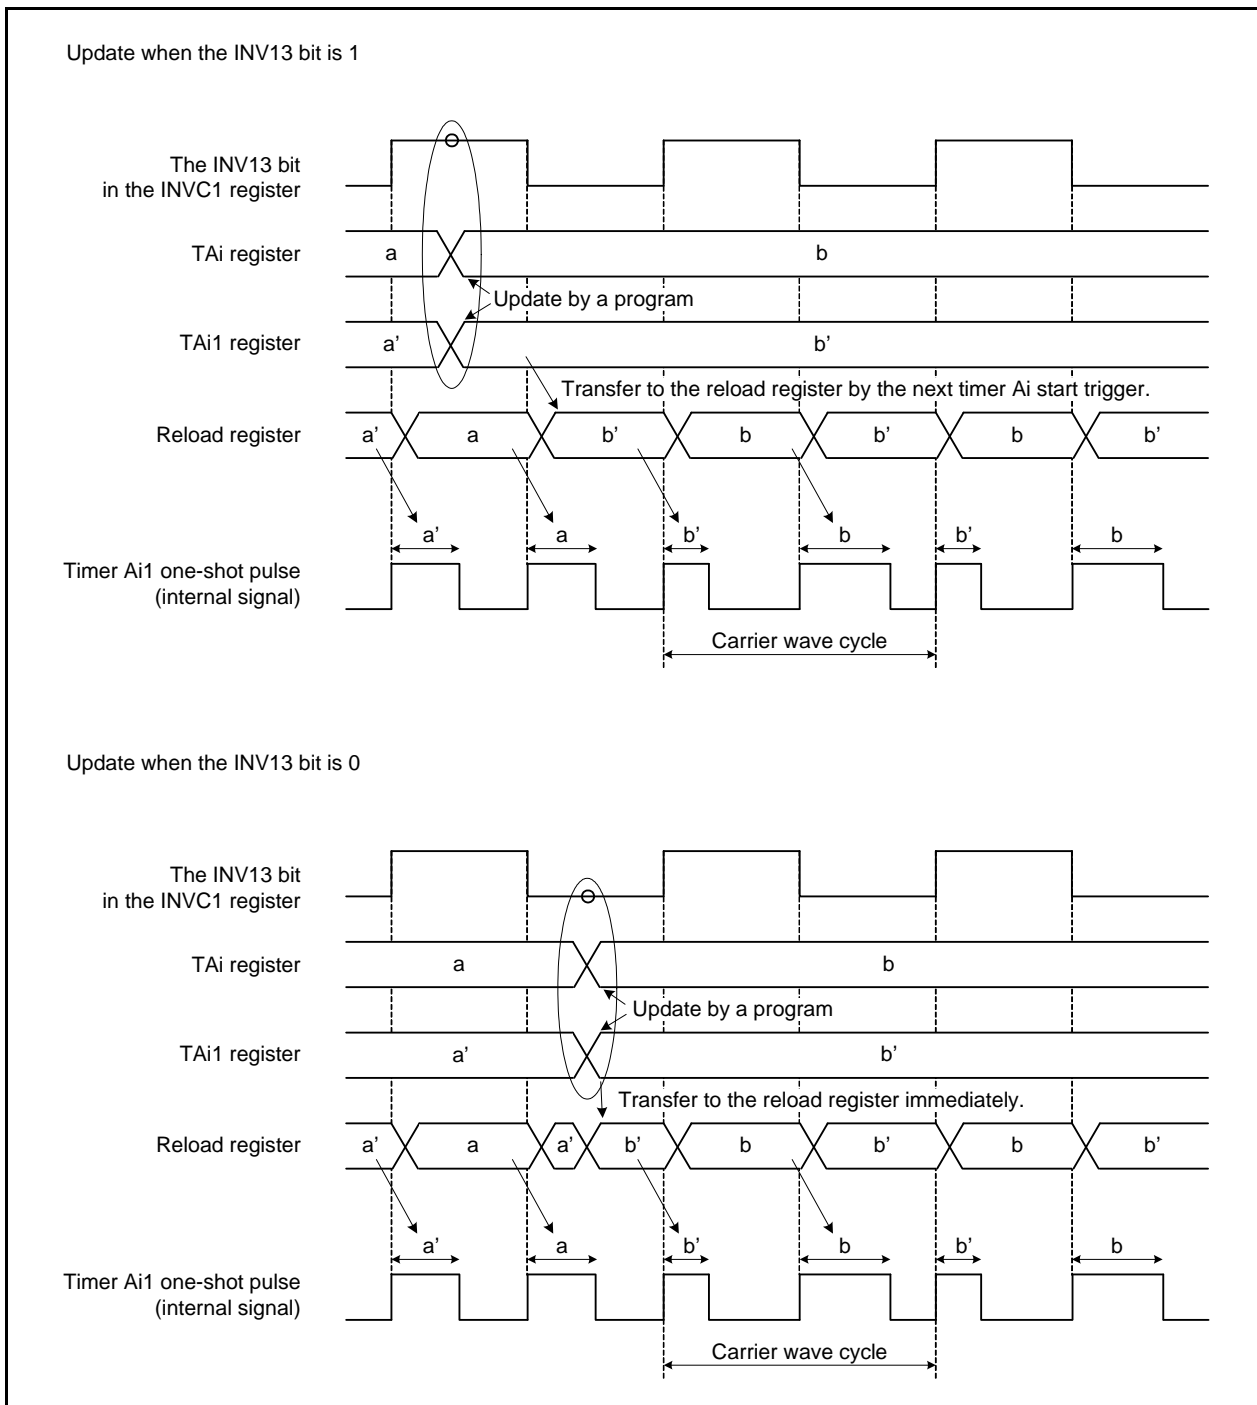 Update when the INV13 bit is 1
The INV13 bit
in the INVC1 register
TAi register
a
b
Update by a program
TAi1 register
a’
b’
Transfer to the reload register by the next timer Ai start trigger.
Reload register
a’
a
b’
b
b’
b
b’
a’
a
b’
b
b’
b
Timer Ai1 one-shot pulse
(internal signal)
Carrier wave cycle
Update when the INV13 bit is 0
The INV13 bit
in the INVC1 register
TAi register
a
b
Update by a program
TAi1 register
a’
b’
Transfer to the reload register immediately.
Reload register
a’
a
a’
b’
b
b’
b
b’
a’
a
b’
b
b’
b
Timer Ai1 one-shot pulse
(internal signal)
Carrier wave cycle